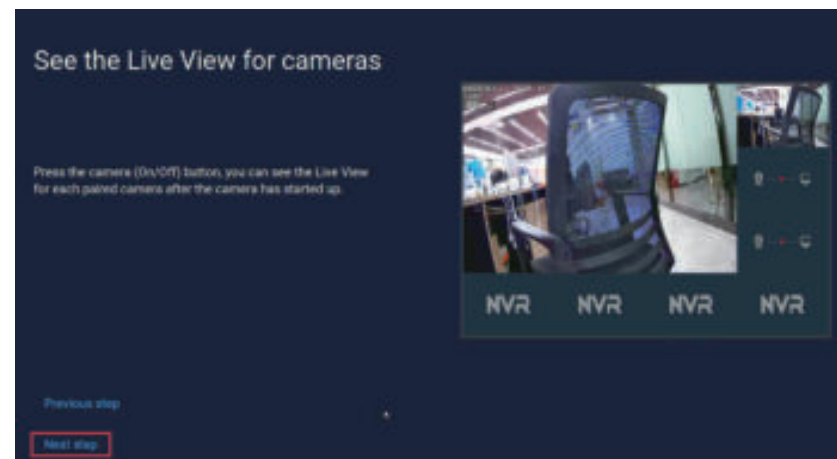 See the Live View for cameras
Press the camera (On/Off) button, you can see the Live View
for each paired camera after the camera has started up.
NVR NVR NVR NVR
Previous step
Next step